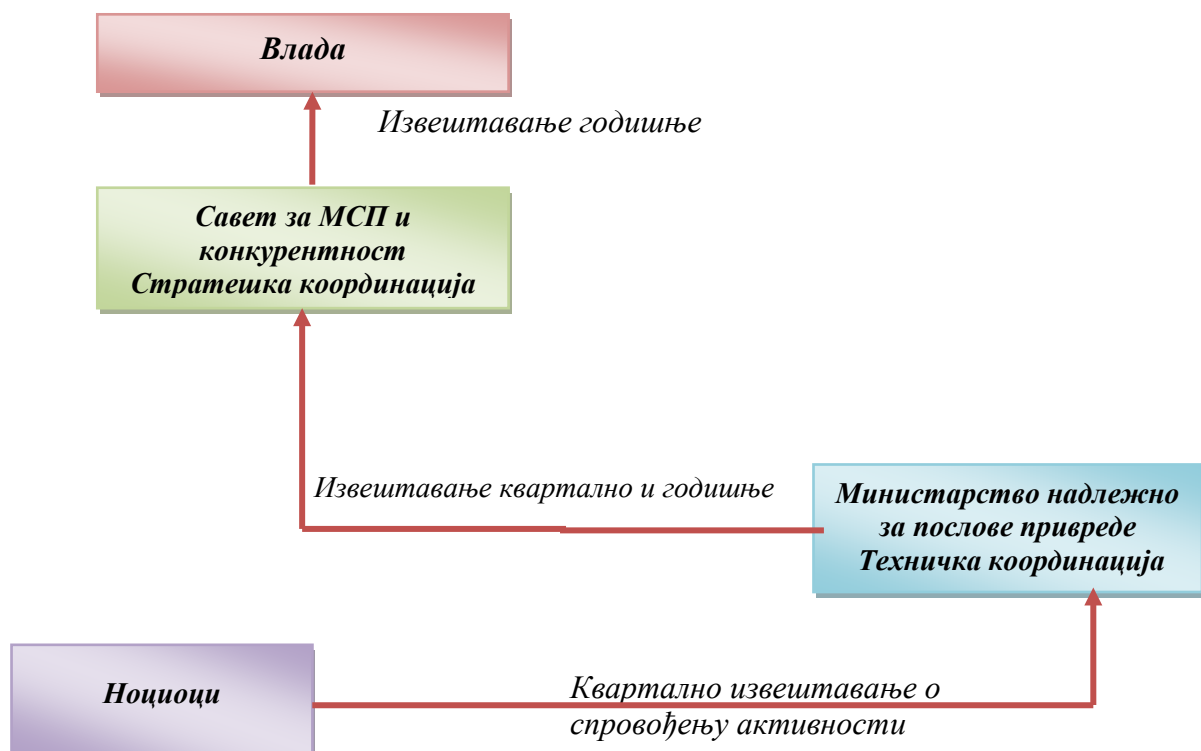 Влада
Извештавање годишње
Савет за МСП и
конкурентност
Стратешка координација
Извештавање квартално и годишње
Министарство надлежно
за послове привреде
Техничка координација
Ноциоци
Квартално извештавање о
спровођењу активности